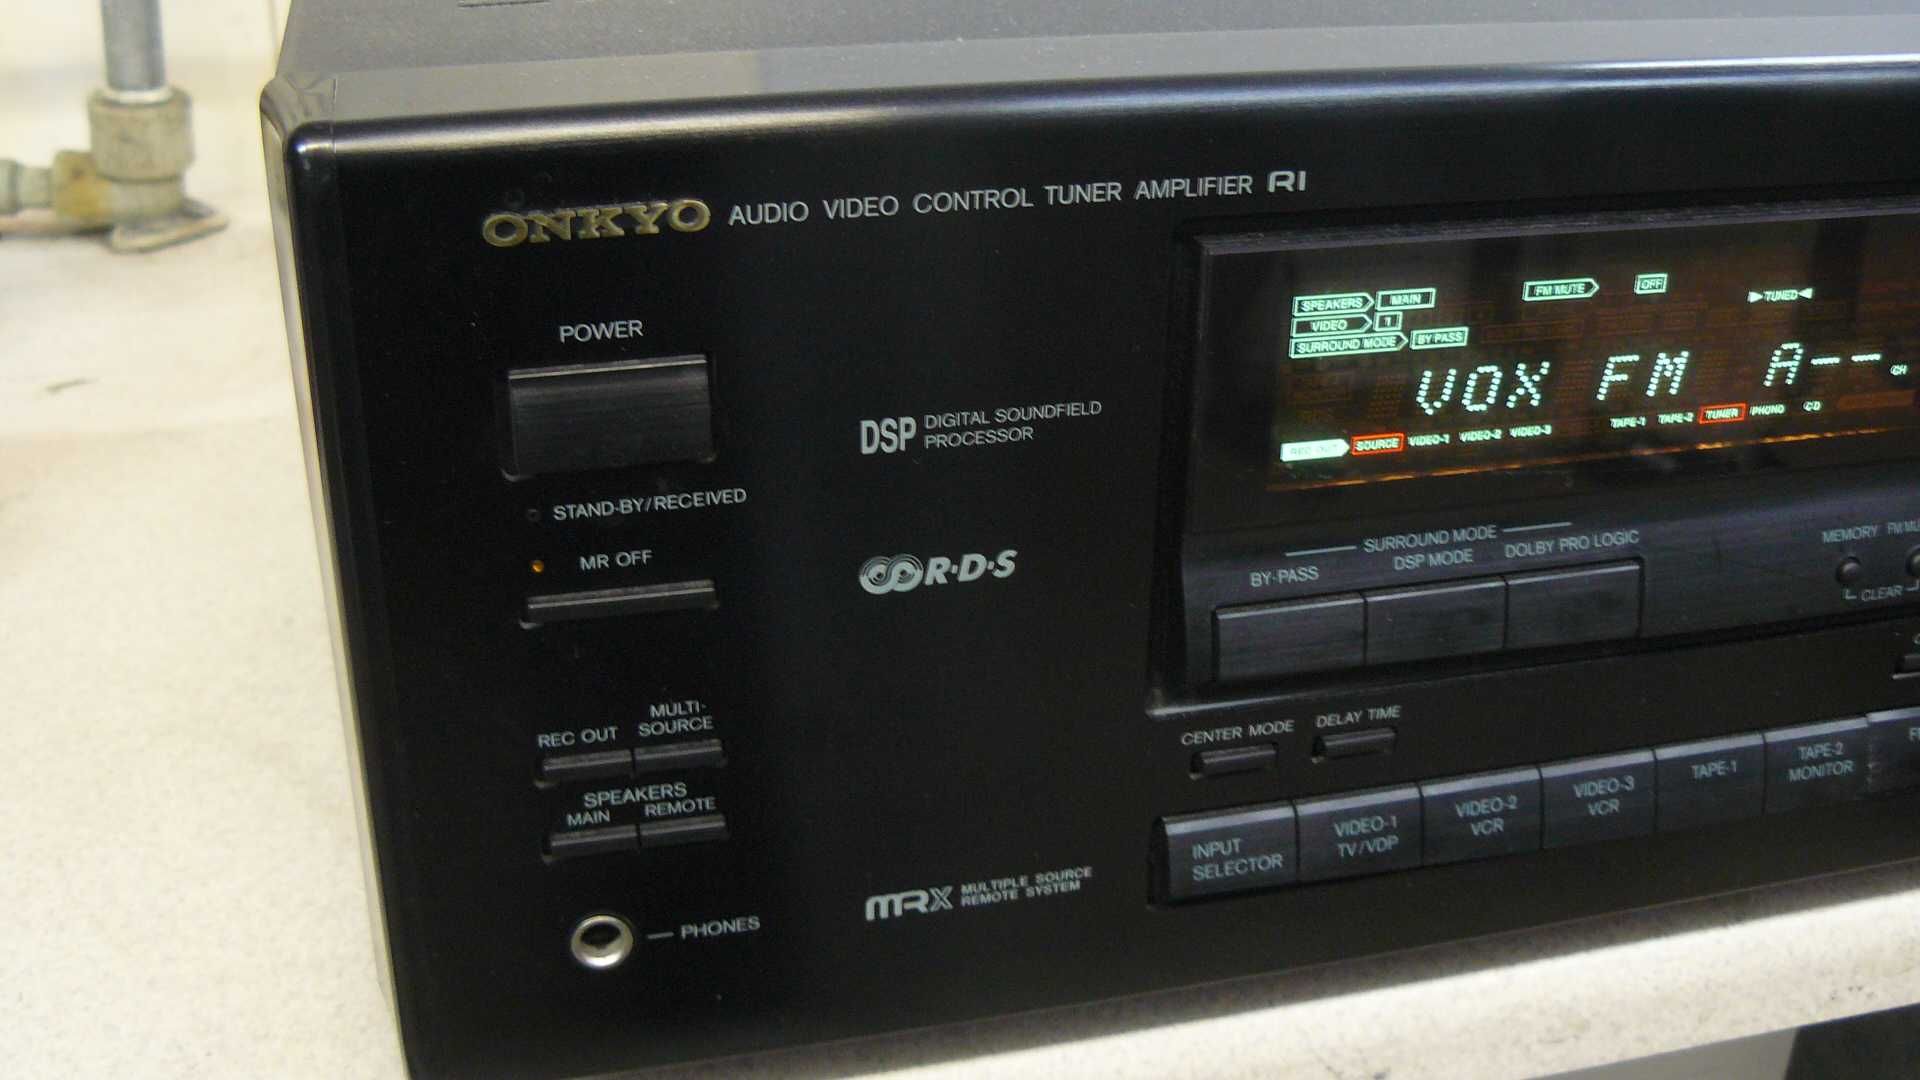 ONKYO AUDIO VIDEO CONTROL TUNER AMPLIFIER RI
POWER
STAND-BY/RECEIVED
MR OFF
REC OUT
MULTI-
SOURCE
SPEAKERS
MAIN REMOTE
PHONES
DSP DIGITAL SOUNDFIELD
PROCESSOR
R·D·S
MRX MULTIPLE SOURCE
REMOTE SYSTEM
SPEAKERS MAIN FM MUTE OFF TUNED
VIDEO 1
SURROUND MODE BY PASS
VOX FM A-- CH
SOURCE VIDEO-1 VIDEO-2 VIDEO-3 TAPE-1 TAPE-2 TUNER PHONO CD
SURROUND MODE
BY-PASS DSP MODE DOLBY PRO LOGIC
MEMORY FM MU
CLEAR
CENTER MODE DELAY TIME
INPUT
SELECTOR
VIDEO-1
TV/VDP
VIDEO-2
VCR
VIDEO-3
VCR
TAPE-1
TAPE-2
MONITOR